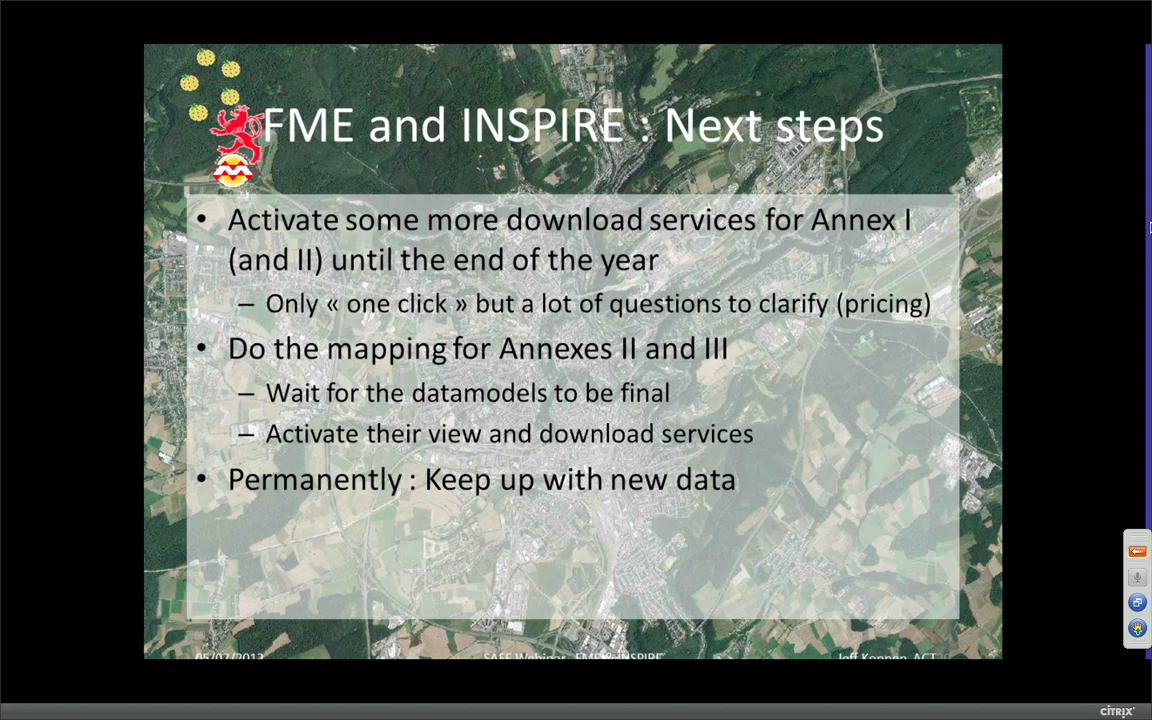 FME and INSPIRE : Next steps
• Activate some more download services for Annex I
(and II) until the end of the year
– Only « one click » but a lot of questions to clarify (pricing)
• Do the mapping for Annexes II and III
– Wait for the datamodels to be final
– Activate their view and download services
• Permanently : Keep up with new data
SAFE Webinar
FME & INSPIRE
CITRIX